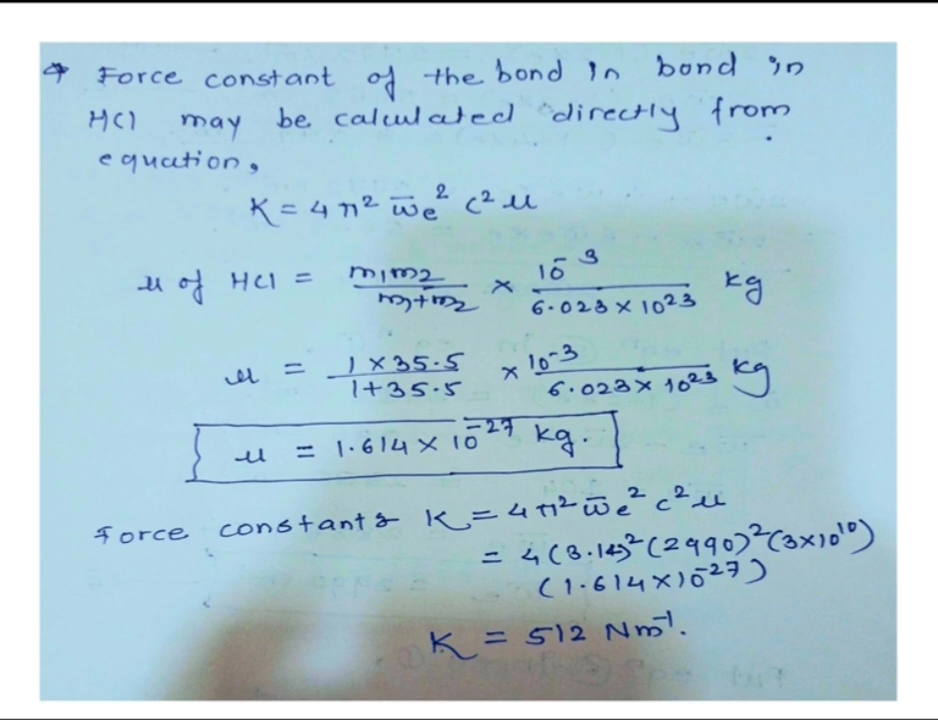 → Force constant of the bond in bond in
HCl may be calculated directly from
equation,
K = 4π² ω̄e² c² μ
μ of HCl = m1m2/m1+m2 × 10⁻³/6.023 × 10²³ kg
μ = 1×35.5/1+35.5 × 10⁻³/6.023× 10²³ kg
μ = 1.614 × 10⁻²⁷ kg.
Force constants K = 4π² ω̄e² c² μ
= 4(3.14)² (2990)² (3×10¹⁰)
(1.614×10⁻²⁷)
K = 512 Nm⁻¹.